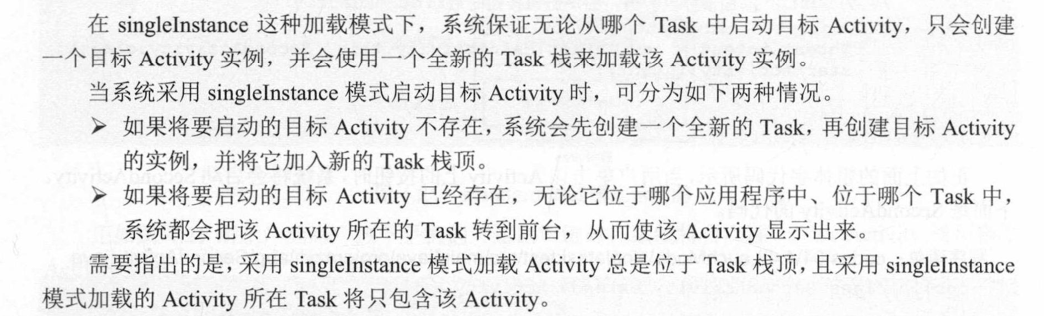 在 singleInstance 这种加载模式下，系统保证无论从哪个 Task 中启动目标 Activity，只会创建
一个目标 Activity 实例，并会使用一个全新的 Task 栈来加载该 Activity 实例。
当系统采用 singleInstance 模式启动目标 Activity 时，可分为如下两种情况。
➤ 如果将要启动的目标 Activity 不存在，系统会先创建一个全新的 Task，再创建目标 Activity
的实例，并将它加入新的 Task 栈顶。
➤ 如果将要启动的目标 Activity 已经存在，无论它位于哪个应用程序中、位于哪个 Task 中，
系统都会把该 Activity 所在的 Task 转到前台，从而使该 Activity 显示出来。
需要指出的是，采用 singleInstance 模式加载 Activity 总是位于 Task 栈顶，且采用 singleInstance
模式加载的 Activity 所在 Task 将只包含该 Activity。